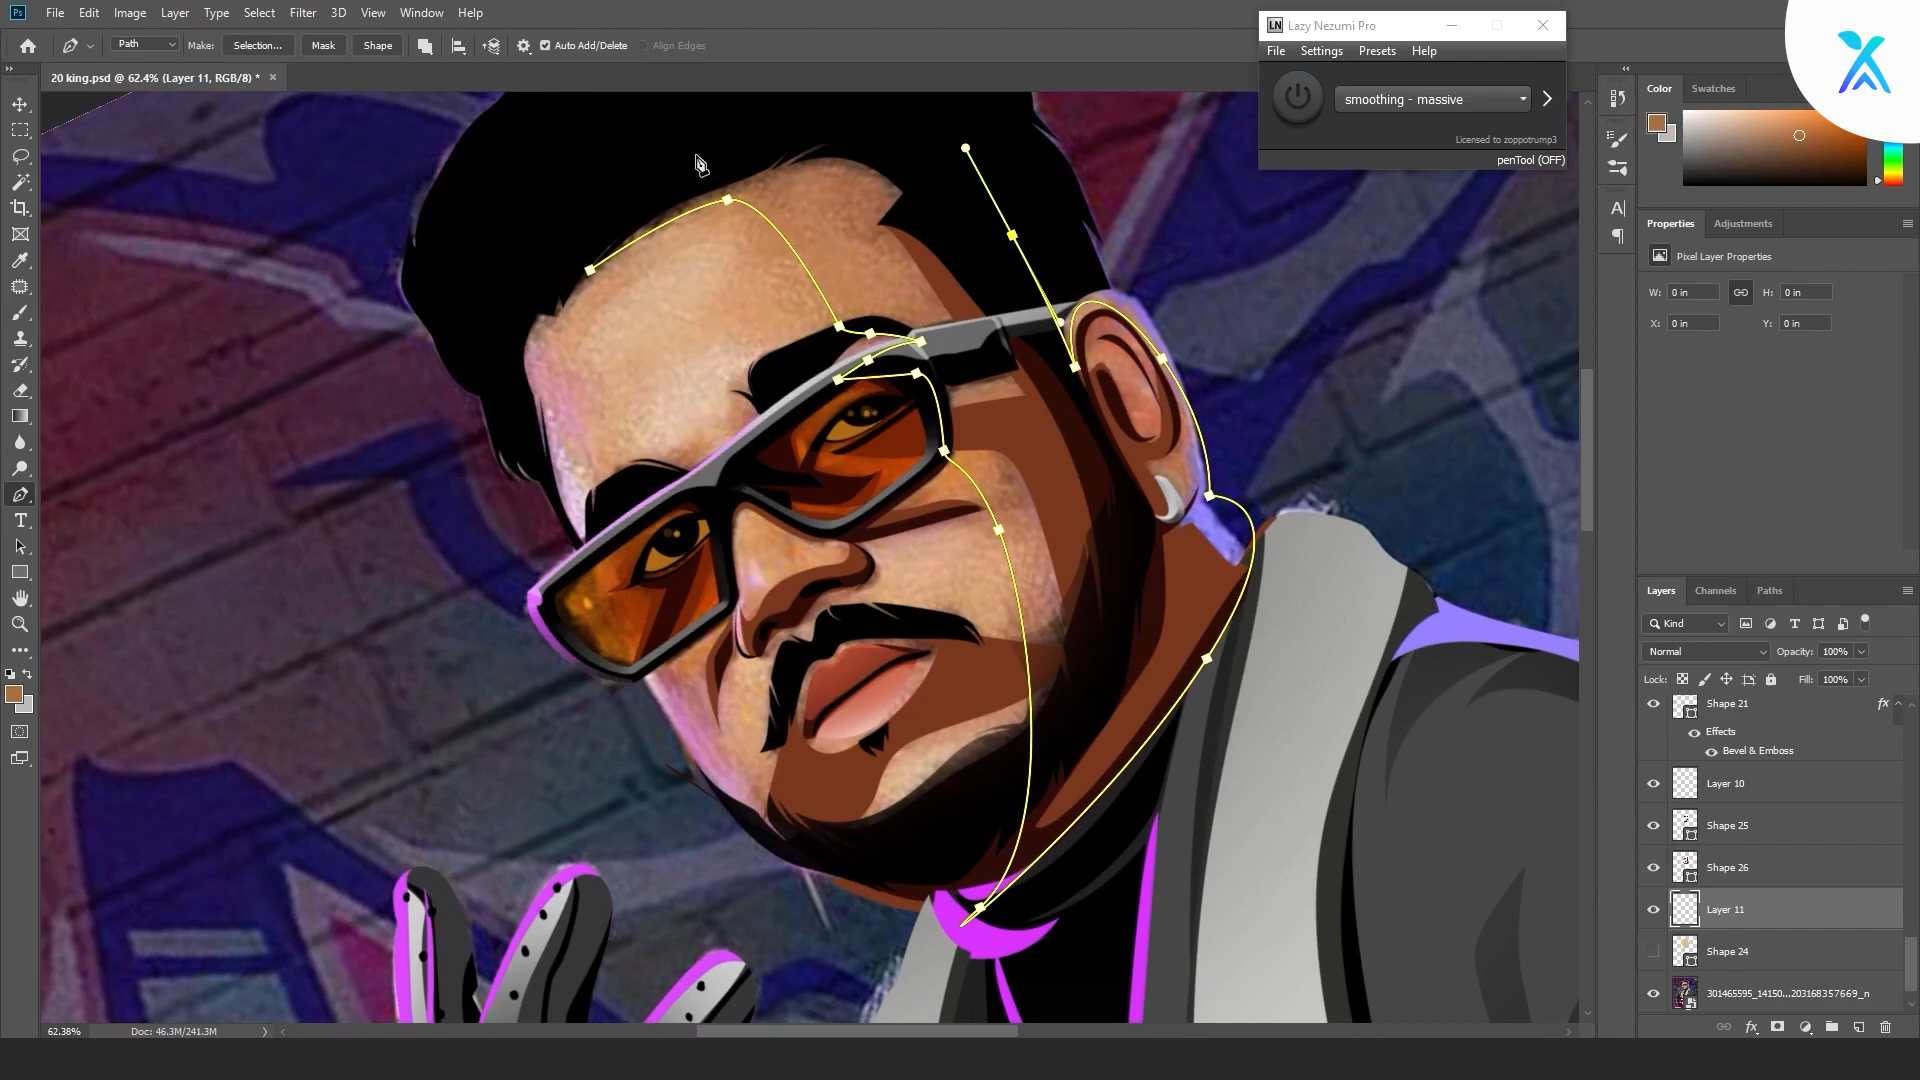 Ps File Edit Image Layer Type Select Filter 3D View Window Help
Path Make: Selection... Mask Shape Auto Add/Delete Align Edges
20 king.psd @ 62.4% (Layer 11, RGB/8) *
LN Lazy Nezumi Pro
File Settings Presets Help
smoothing - massive
Licensed to zoppotrump3
penTool (OFF)
Color Swatches
Properties Adjustments
Pixel Layer Properties
W: 0 in H: 0 in
X: 0 in Y: 0 in
Layers Channels Paths
Kind
Normal Opacity: 100%
Lock: Fill: 100%
Shape 21 fx
Effects
Bevel & Emboss
Layer 10
Shape 25
Shape 26
Layer 11
Shape 24
301465595_14150...203168357669_n
62.38% Doc: 46.3M/241.3M